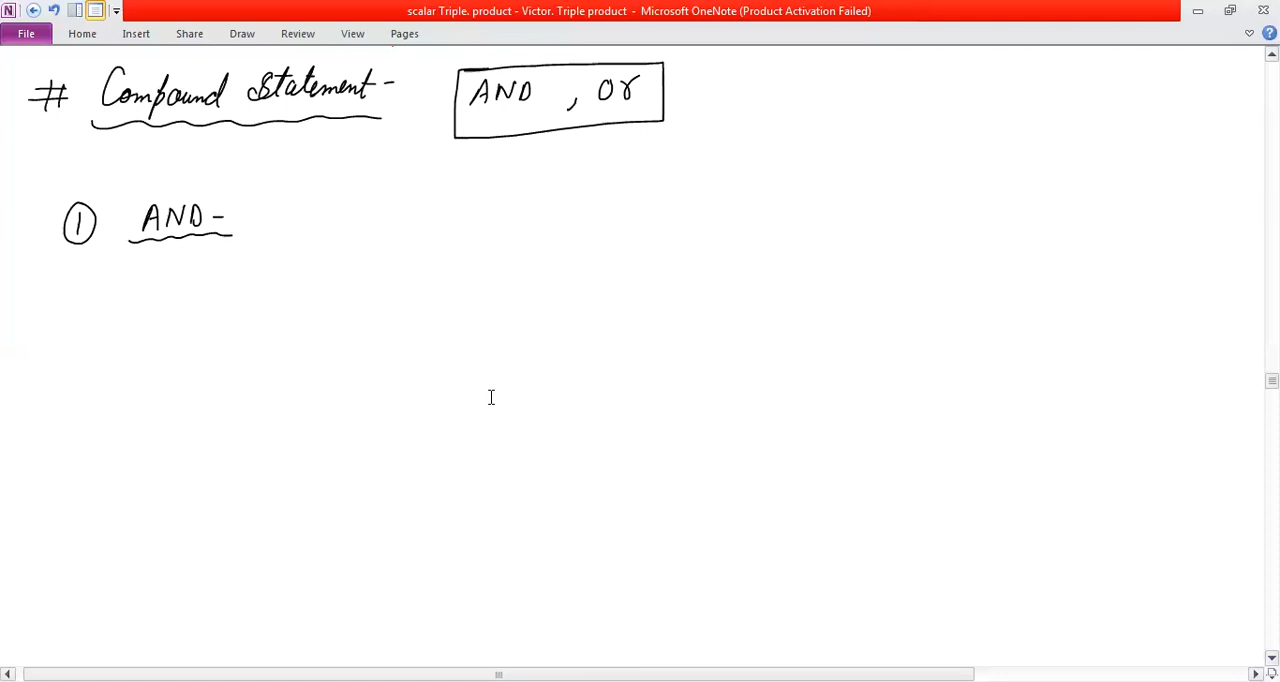 scalar Triple. product - Victor. Triple product - Microsoft OneNote (Product Activation Failed)
File Home Insert Share Draw Review View Pages
# Compound Statement - AND , Or
① AND -